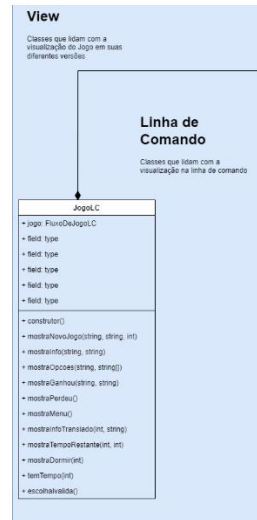 View
Classes que lidam com a
visualização do Jogo em suas
diferentes versões
Linha de
Comando
Classes que lidam com a
visualização na linha de comando
JogoLC
+ jogo: FluxoDeJogoLC
+ field: type
+ field: type
+ field: type
+ field: type
+ field: type
+ construtor()
+ mostraNovoJogo(string, string, int)
+ mostraInfo(string, string)
+ mostraOpcoes(string, string[])
+ mostraGanhou(string, string)
+ mostraPerdeu()
+ mostraMenu()
+ mostraInfoTranslado(int, string)
+ mostraTempoRestante(int, int)
+ mostraDormir(int)
+ temTempo(int)
+ escolhaInvalida()